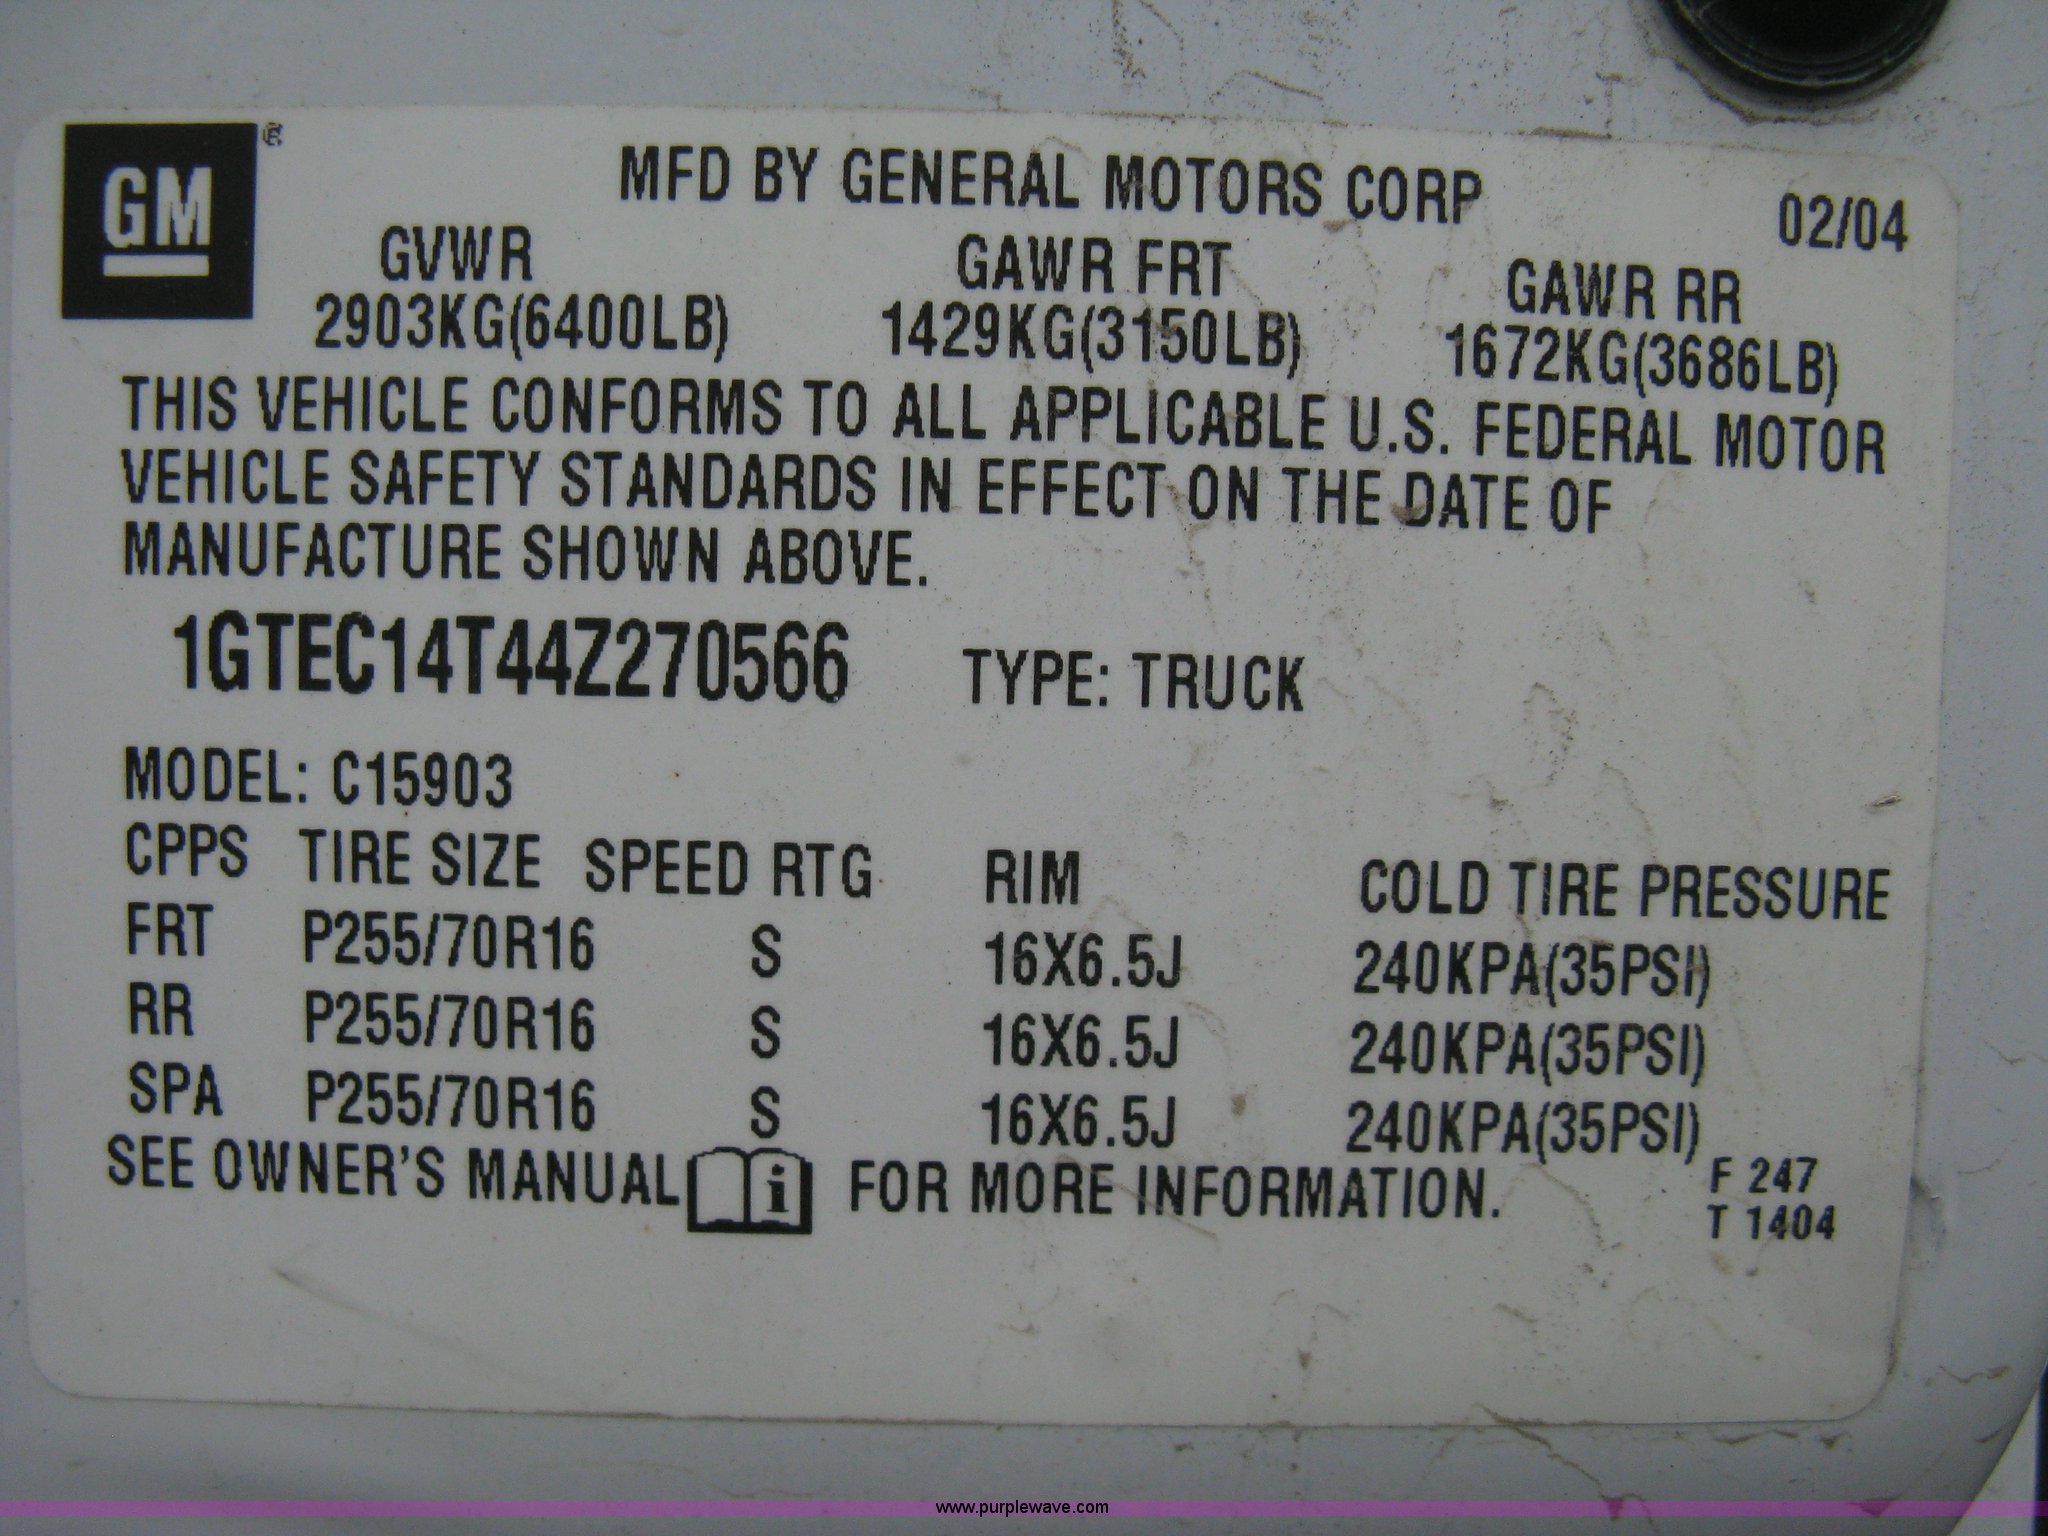 GM®
MFD BY GENERAL MOTORS CORP
02/04
GVWR GAWR FRT GAWR RR
2903KG(6400LB) 1429KG(3150LB) 1672KG(3686LB)
THIS VEHICLE CONFORMS TO ALL APPLICABLE U.S. FEDERAL MOTOR
VEHICLE SAFETY STANDARDS IN EFFECT ON THE DATE OF
MANUFACTURE SHOWN ABOVE.
1GTEC14T44Z270566 TYPE: TRUCK
MODEL: C15903
CPPS TIRE SIZE SPEED RTG RIM COLD TIRE PRESSURE
FRT P255/70R16 S 16X6.5J 240KPA(35PSI)
RR P255/70R16 S 16X6.5J 240KPA(35PSI)
SPA P255/70R16 S 16X6.5J 240KPA(35PSI)
SEE OWNER'S MANUAL i FOR MORE INFORMATION.
F 247
T 1404
www.purplewave.com